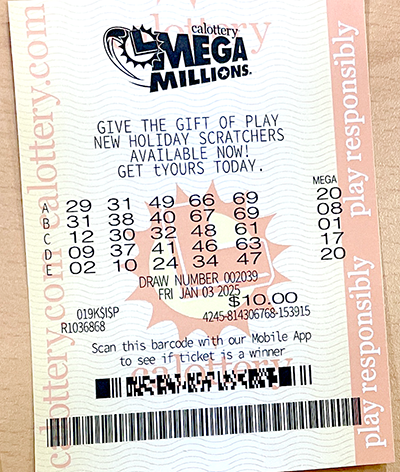 calottery
MEGA
MILLIONS
GIVE THE GIFT OF PLAY
NEW HOLIDAY SCRATCHERS
AVAILABLE NOW!
GET tYOURS TODAY.
MEGA
A 29 31 49 66 69 20
B 31 38 40 67 69 08
C 12 30 32 42 48 01
D 09 37 41 46 63 17
E 02 10 24 34 47 20
DRAW NUMBER 002039
FRI JAN 03 2025
$10.00
019K$I$P
4245-814306768-153915
R1036868
Scan this barcode with our Mobile App
to see if ticket is a winner
calottery
calottery.com calottery.com
play responsibly play responsibly